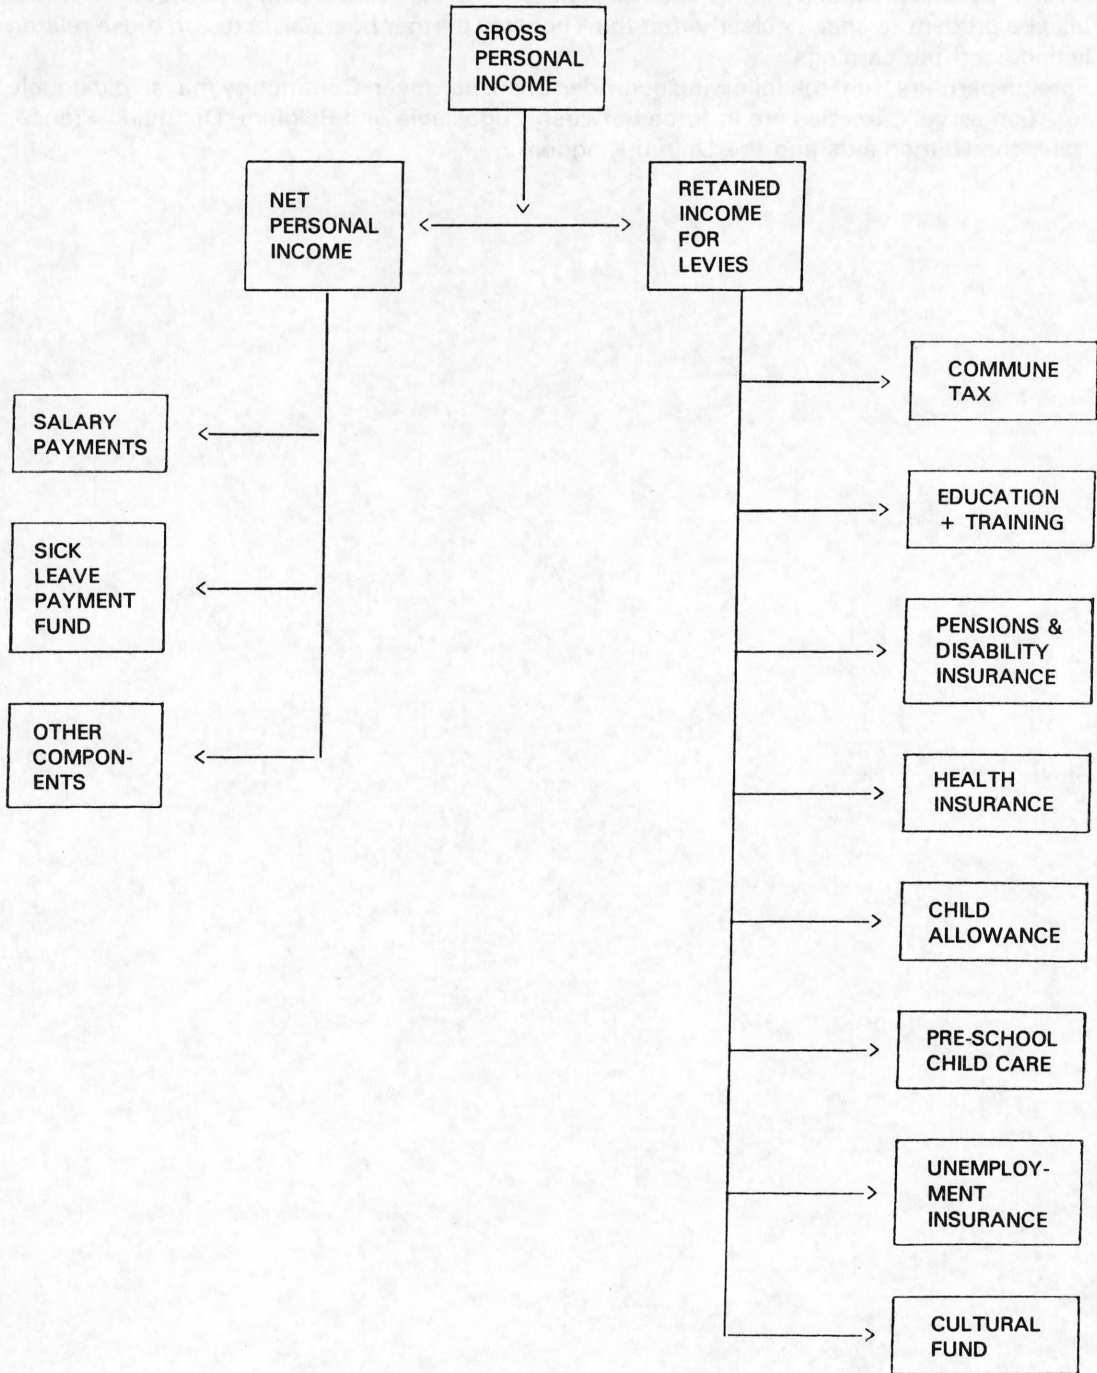 GROSS
PERSONAL
INCOME
NET
PERSONAL
INCOME
RETAINED
INCOME
FOR
LEVIES
SALARY
PAYMENTS
SICK
LEAVE
PAYMENT
FUND
OTHER
COMPON-
ENTS
COMMUNE
TAX
EDUCATION
+ TRAINING
PENSIONS &
DISABILITY
INSURANCE
HEALTH
INSURANCE
CHILD
ALLOWANCE
PRE-SCHOOL
CHILD CARE
UNEMPLOY-
MENT
INSURANCE
CULTURAL
FUND